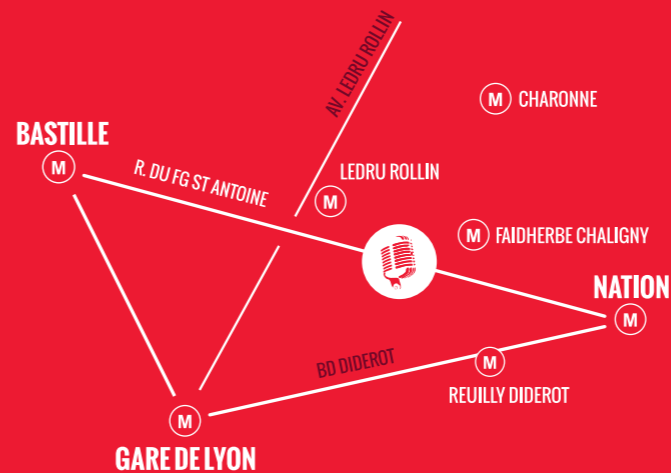 AV. LEDRU ROLLIN
M CHARONNE
BASTILLE
M
R. DU FG ST ANTOINE
LEDRU ROLLIN
M
M FAIDHERBE CHALIGNY
NATION
M
BD DIDEROT
M
REUILLY DIDEROT
M
GARE DE LYON